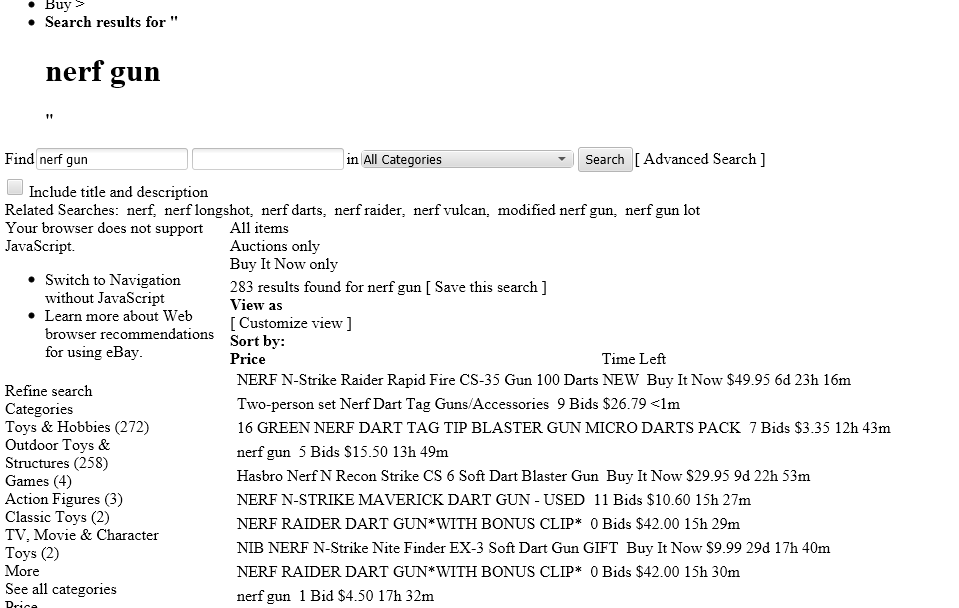 Buy >
Search results for "
nerf gun
"
Find nerf gun in All Categories Search [ Advanced Search ]
Include title and description
Related Searches: nerf, nerf longshot, nerf darts, nerf raider, nerf vulcan, modified nerf gun, nerf gun lot
Your browser does not support
JavaScript.
Switch to Navigation
without JavaScript
Learn more about Web
browser recommendations
for using eBay.
Refine search
Categories
Toys & Hobbies (272)
Outdoor Toys &
Structures (258)
Games (4)
Action Figures (3)
Classic Toys (2)
TV, Movie & Character
Toys (2)
More
See all categories
Price
All items
Auctions only
Buy It Now only
283 results found for nerf gun [ Save this search ]
View as
[ Customize view ]
Sort by:
Price Time Left
NERF N-Strike Raider Rapid Fire CS-35 Gun 100 Darts NEW Buy It Now $49.95 6d 23h 16m
Two-person set Nerf Dart Tag Guns/Accessories 9 Bids $26.79 <1m
16 GREEN NERF DART TAG TIP BLASTER GUN MICRO DARTS PACK 7 Bids $3.35 12h 43m
nerf gun 5 Bids $15.50 13h 49m
Hasbro Nerf N Recon Strike CS 6 Soft Dart Blaster Gun Buy It Now $29.95 9d 22h 53m
NERF N-STRIKE MAVERICK DART GUN - USED 11 Bids $10.60 15h 27m
NERF RAIDER DART GUN*WITH BONUS CLIP* 0 Bids $42.00 15h 29m
NIB NERF N-Strike Nite Finder EX-3 Soft Dart Gun GIFT Buy It Now $9.99 29d 17h 40m
NERF RAIDER DART GUN*WITH BONUS CLIP* 0 Bids $42.00 15h 30m
nerf gun 1 Bid $4.50 17h 32m